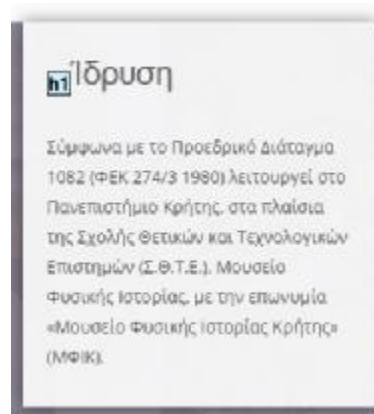 h1 Ίδρυση
Σύμφωνα με το Προεδρικό Διάταγμα
1082 (ΦΕΚ 274/3 1980) λειτουργεί στο
Πανεπιστήμιο Κρήτης, στα πλαίσια
της Σχολής Θετικών και Τεχνολογικών
Επιστημών (Σ.Θ.Τ.Ε.), Μουσείο
Φυσικής Ιστορίας, με την επωνυμία
«Μουσείο Φυσικής Ιστορίας Κρήτης»
(ΜΦΙΚ).